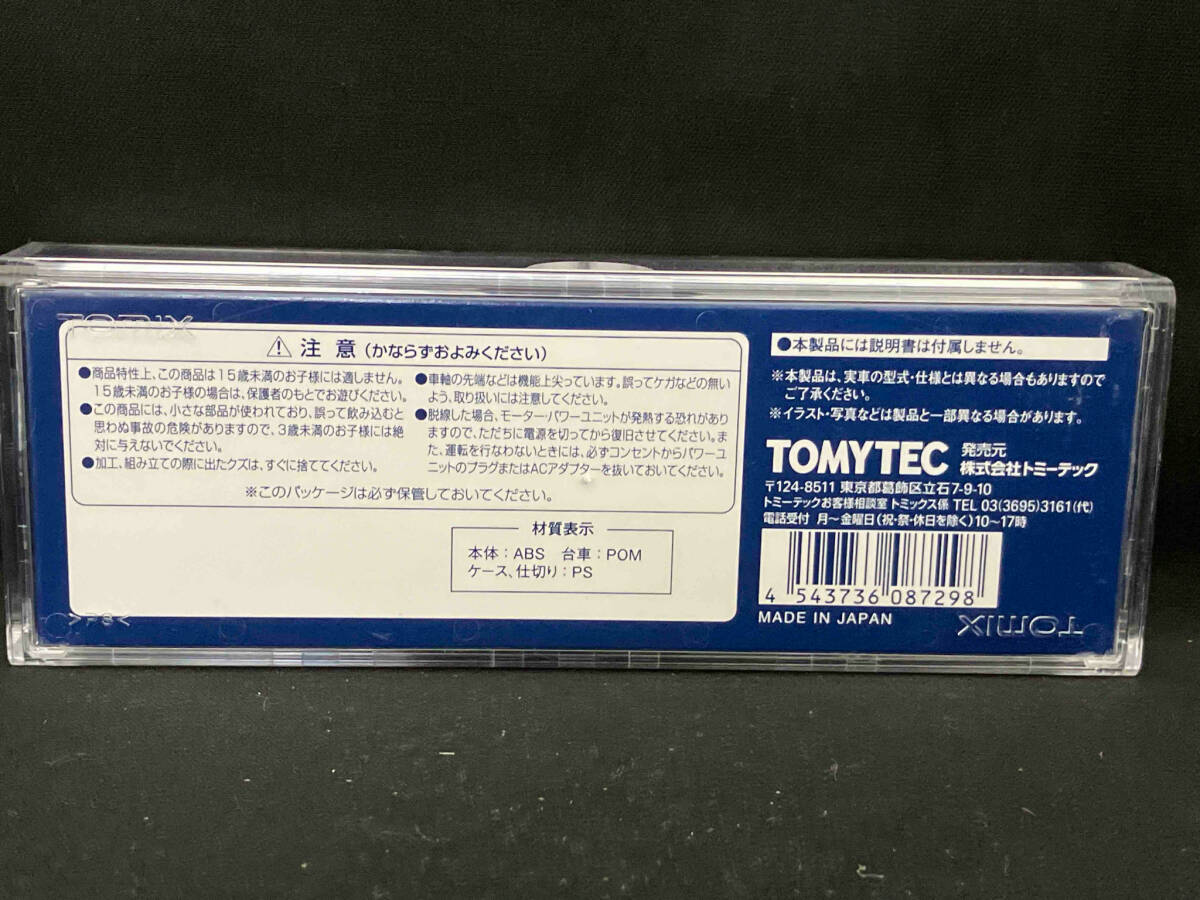 TOMIX
⚠ 注 意 (かならずおよみください)
●商品特性上、この商品は15歳未満のお子様には適しません。
15歳未満のお子様の場合は、保護者のもとでお遊びください。
●この商品には、小さな部品が使われており、誤って飲み込むと
思わぬ事故の危険がありますので、3歳未満のお子様には絶
対に与えないでください。
●加工、組み立ての際に出たクズは、すぐに捨ててください。
●車軸の先端などは機能上尖っています。誤ってケガなどの無い
よう、取り扱いには注意してください。
●脱線した場合、モーター・パワーユニットが発熱する恐れがあり
ますので、ただちに電源を切ってから復旧させてください。ま
た、運転を行なわないときには、必ずコンセントからパワーユ
ニットのプラグまたはACアダプターを抜いておいてください。
※このパッケージは必ず保管しておいてください。
材質表示
本体：ABS 台車：POM
ケース、仕切り：PS
>PS<
●本製品には説明書は付属しません。
※本製品は、実車の型式・仕様とは異なる場合もありますので
ご了承ください。
※イラスト・写真などは製品と一部異なる場合があります。
TOMYTEC 発売元
株式会社トミーテック
〒124-8511 東京都葛飾区立石7-9-10
トミーテックお客様相談室 トミックス係 TEL 03(3695)3161(代)
電話受付 月〜金曜日(祝・祭・休日を除く)10〜17時
4 543736 087298
MADE IN JAPAN
TOMIX